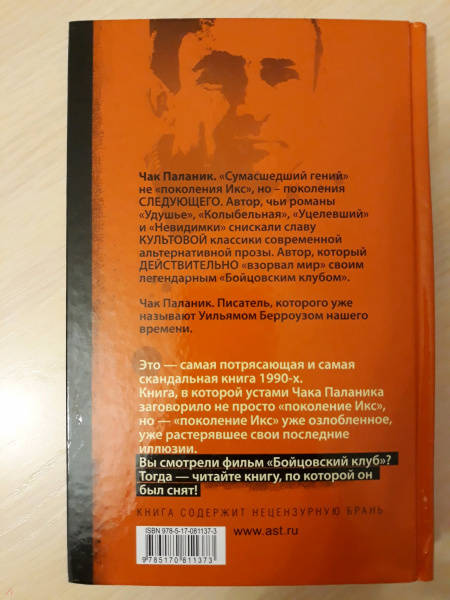 Чак Паланик. «Сумасшедший гений»
не «поколения Икс», но – поколения
СЛЕДУЮЩЕГО. Автор, чьи романы
"Удушье", «Колыбельная», «Уцелевший»
и «Невидимки» снискали славу
КУЛЬТОВОЙ классики современной
альтернативной прозы. Автор, который
ДЕЙСТВИТЕЛЬНО «взорвал мир» своим
легендарным «Бойцовским клубом».
Чак Паланик. Писатель, которого уже
называют Уильямом Берроузом нашего
времени.
Это — самая потрясающая и самая
скандальная книга 1990-х.
Книга, в которой устами Чака Паланика
заговорило не просто «поколение Икс»,
но — «поколение Икс» уже озлобленное,
уже растерявшее свои последние
иллюзии.
Вы смотрели фильм «Бойцовский клуб»?
Тогда — читайте книгу, по которой он
был снят!
КНИГА СОДЕРЖИТ НЕЦЕНЗУРНУЮ БРАНЬ
ISBN 978-5-17-081137-3
www.ast.ru
9785170811373